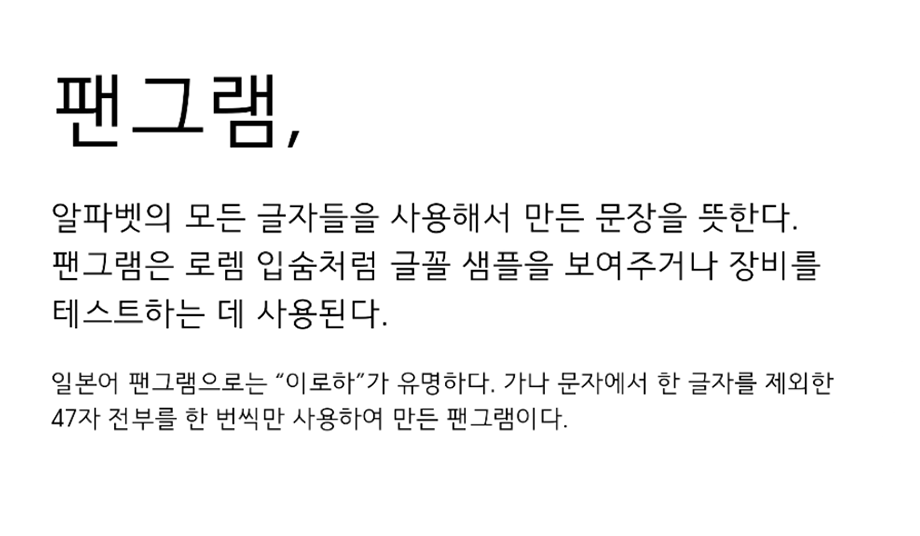 팬그램,
알파벳의 모든 글자들을 사용해서 만든 문장을 뜻한다.
팬그램은 로렘 입숨처럼 글꼴 샘플을 보여주거나 장비를
테스트하는 데 사용된다.
일본어 팬그램으로는 “이로하”가 유명하다. 가나 문자에서 한 글자를 제외한
47자 전부를 한 번씩만 사용하여 만든 팬그램이다.